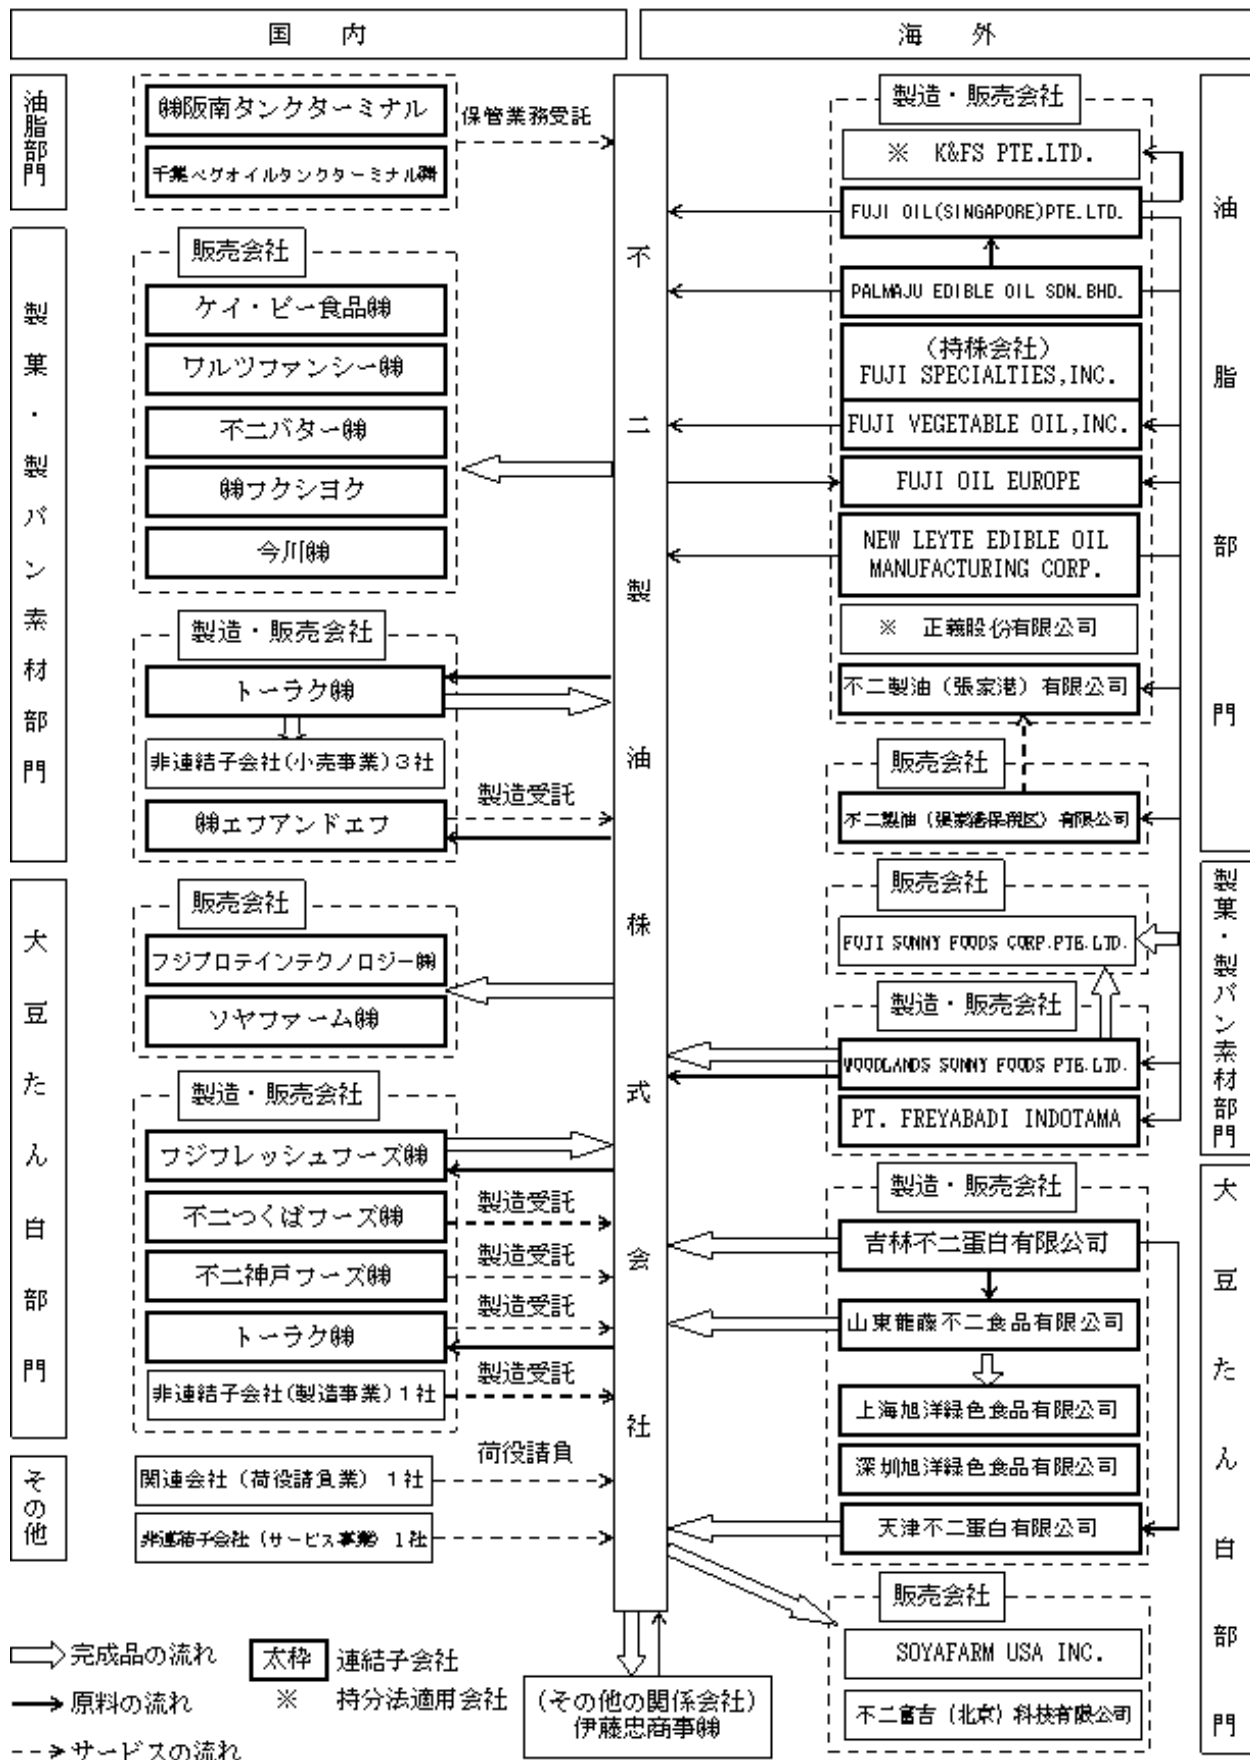 国内
海外
油脂部門
㈱阪南タンクターミナル
千葉ベグオイルタンクターミナル㈱
保管業務受託
製菓・製パン素材部門
販売会社
ケイ・ビー食品㈱
ワルツファンシー㈱
不二バター㈱
㈱フクシヨク
今川㈱
製造・販売会社
トーラク㈱
非連結子会社(小売事業)3社
㈱エフアンドエフ
製造受託
大豆たん白部門
販売会社
フジプロテインテクノロジー㈱
ソヤファーム㈱
製造・販売会社
フジフレッシュフーズ㈱
不二つくばフーズ㈱
製造受託
不二神戸フーズ㈱
製造受託
トーラク㈱
製造受託
非連結子会社(製造事業)1社
製造受託
その他
関連会社（荷役請負業）1社
荷役請負
非連結子会社（サービス事業）1社
不二製油株式会社
油脂部門
製造・販売会社
※ K&FS PTE.LTD.
FUJI OIL(SINGAPORE)PTE.LTD.
PALMAJU EDIBLE OIL SDN.BHD.
（持株会社）
FUJI SPECIALTIES,INC.
FUJI VEGETABLE OIL,INC.
FUJI OIL EUROPE
NEW LEYTE EDIBLE OIL
MANUFACTURING CORP.
※ 正義股份有限公司
不二製油（張家港）有限公司
販売会社
不二製油（張家港保税区）有限公司
製菓・製パン素材部門
販売会社
FUJI SUNNY FOODS CORP.PTE.LTD.
製造・販売会社
WOODLANDS SUNNY FOODS PTE.LTD.
PT. FREYABADI INDOTAMA
大豆たん白部門
製造・販売会社
吉林不二蛋白有限公司
山東龍藤不二食品有限公司
上海旭洋緑色食品有限公司
深圳旭洋緑色食品有限公司
天津不二蛋白有限公司
販売会社
SOYAFARM USA INC.
不二富吉（北京）科技有限公司
完成品の流れ
原料の流れ
サービスの流れ
太枠 連結子会社
※ 持分法適用会社
(その他の関係会社)
伊藤忠商事㈱